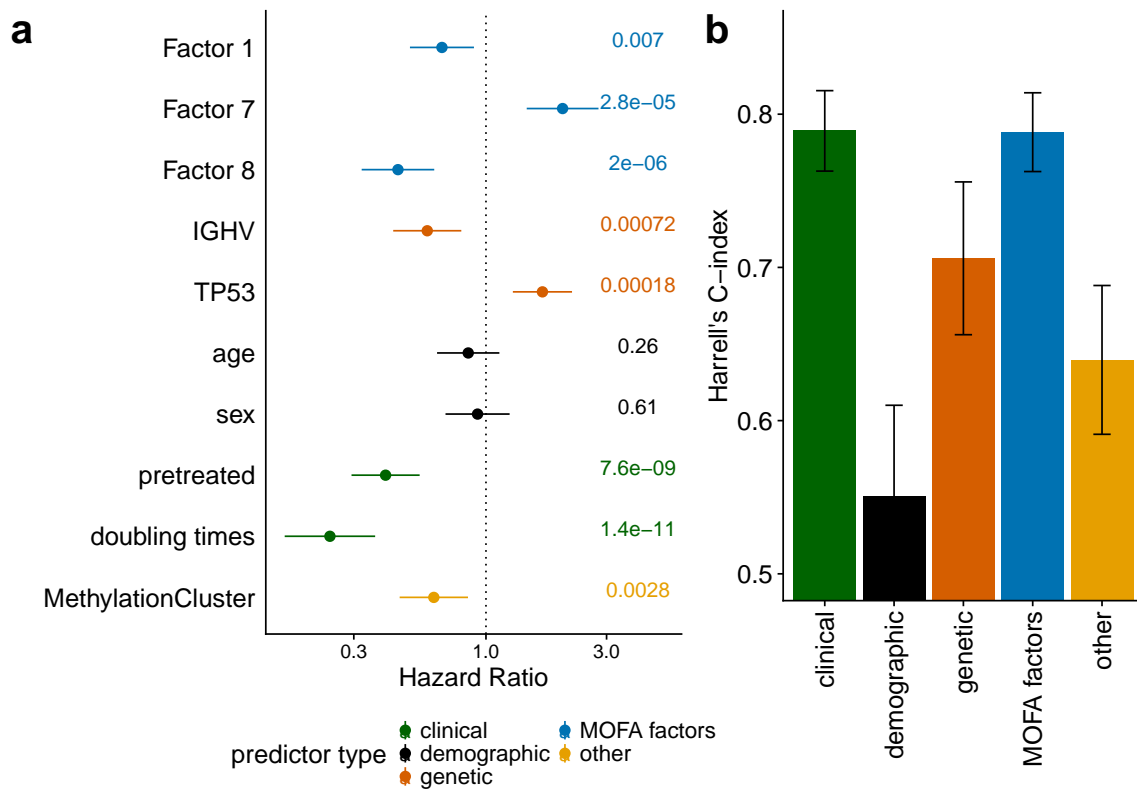 a
Factor 1 0.007
Factor 7 2.8e−05
Factor 8 2e−06
IGHV 0.00072
TP53 0.00018
age 0.26
sex 0.61
pretreated 7.6e−09
doubling times 1.4e−11
MethylationCluster 0.0028
0.3 1.0 3.0
Hazard Ratio
predictor type
clinical MOFA factors
demographic other
genetic
b
Harrell's C−index
0.8
0.7
0.6
0.5
clinical
demographic
genetic
MOFA factors
other